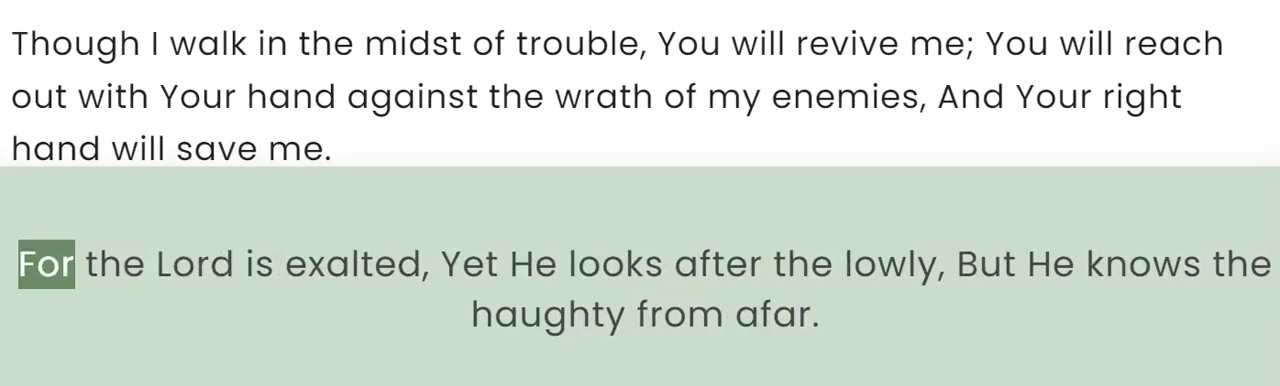 Though I walk in the midst of trouble, You will revive me; You will reach
out with Your hand against the wrath of my enemies, And Your right
hand will save me.
For the Lord is exalted, Yet He looks after the lowly, But He knows the
haughty from afar.